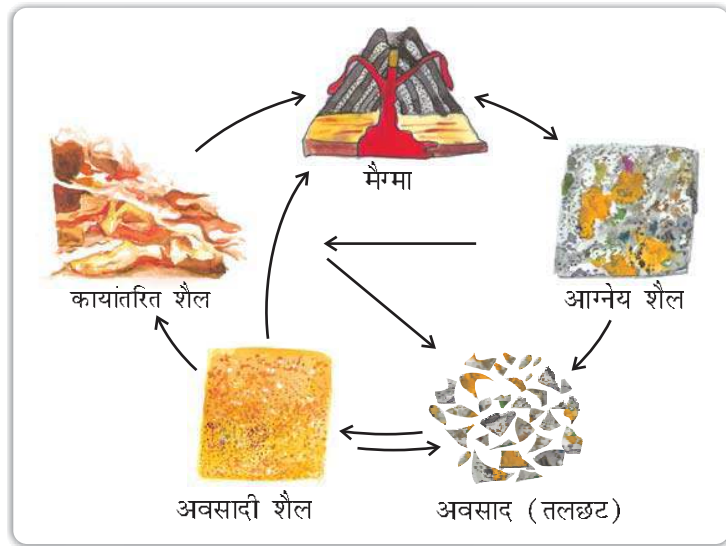 मैग्मा
कायांतरित शैल
आग्नेय शैल
अवसादी शैल
अवसाद (तलछट)